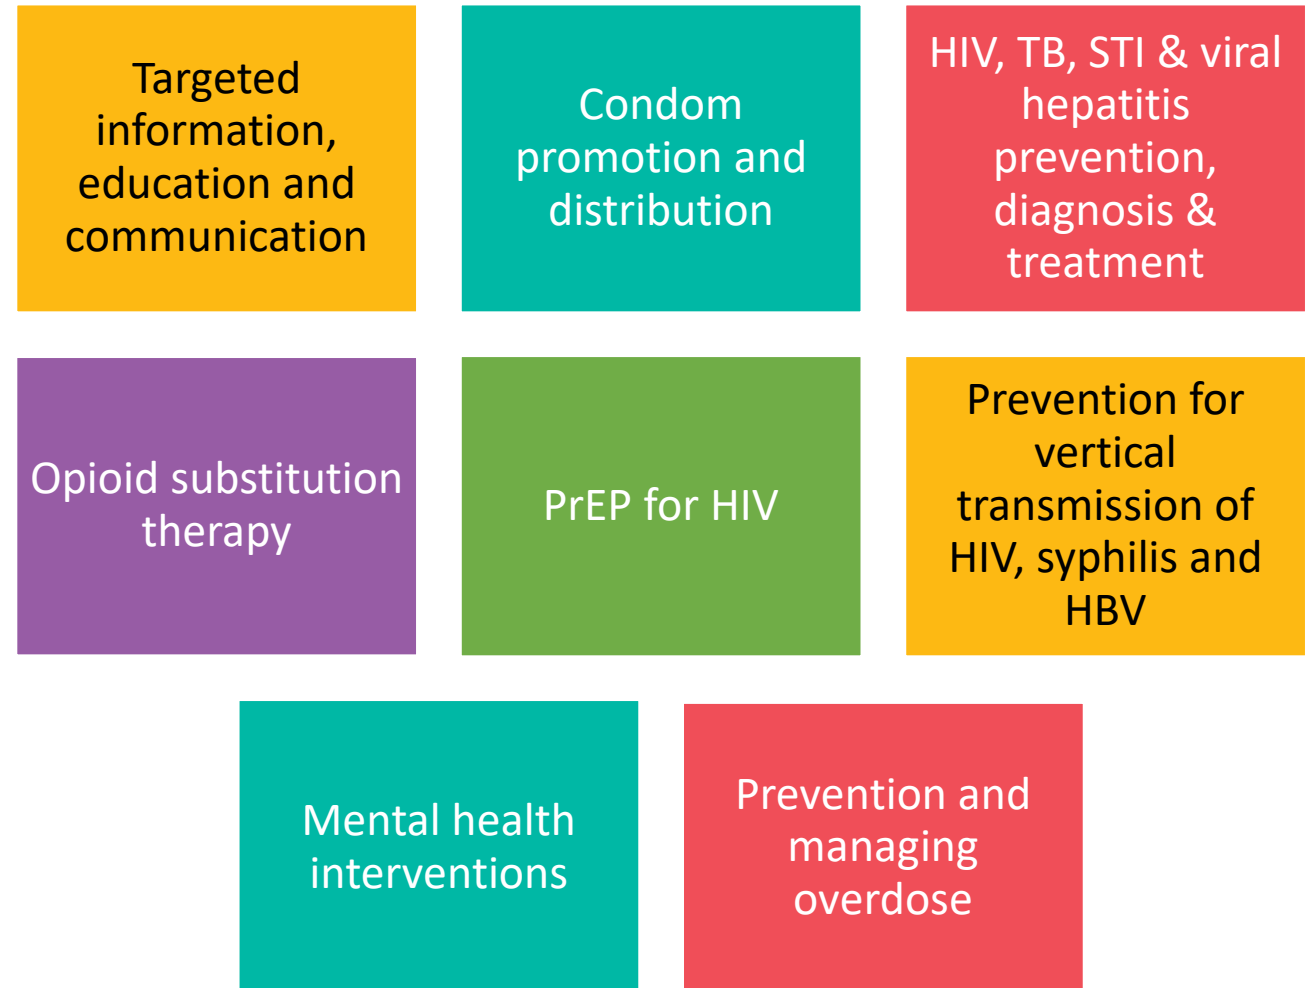 Targeted
information,
education and
communication
Condom
promotion and
distribution
HIV, TB, STI & viral
hepatitis
prevention,
diagnosis &
treatment
Opioid substitution
therapy
PrEP for HIV
Prevention for
vertical
transmission of
HIV, syphilis and
HBV
Mental health
interventions
Prevention and
managing
overdose